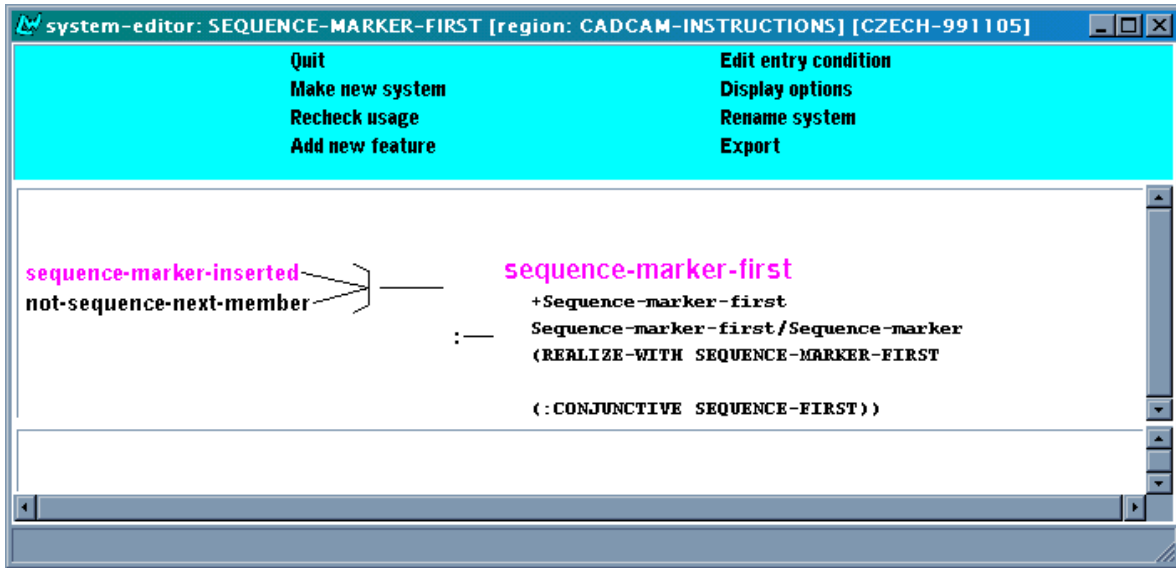 system-editor: SEQUENCE-MARKER-FIRST [region: CADCAM-INSTRUCTIONS] [CZECH-991105]
Quit Edit entry condition
Make new system Display options
Recheck usage Rename system
Add new feature Export
sequence-marker-inserted sequence-marker-first
not-sequence-next-member +Sequence-marker-first
:— Sequence-marker-first/Sequence-marker
(REALIZE-WITH SEQUENCE-MARKER-FIRST
(:CONJUNCTIVE SEQUENCE-FIRST))